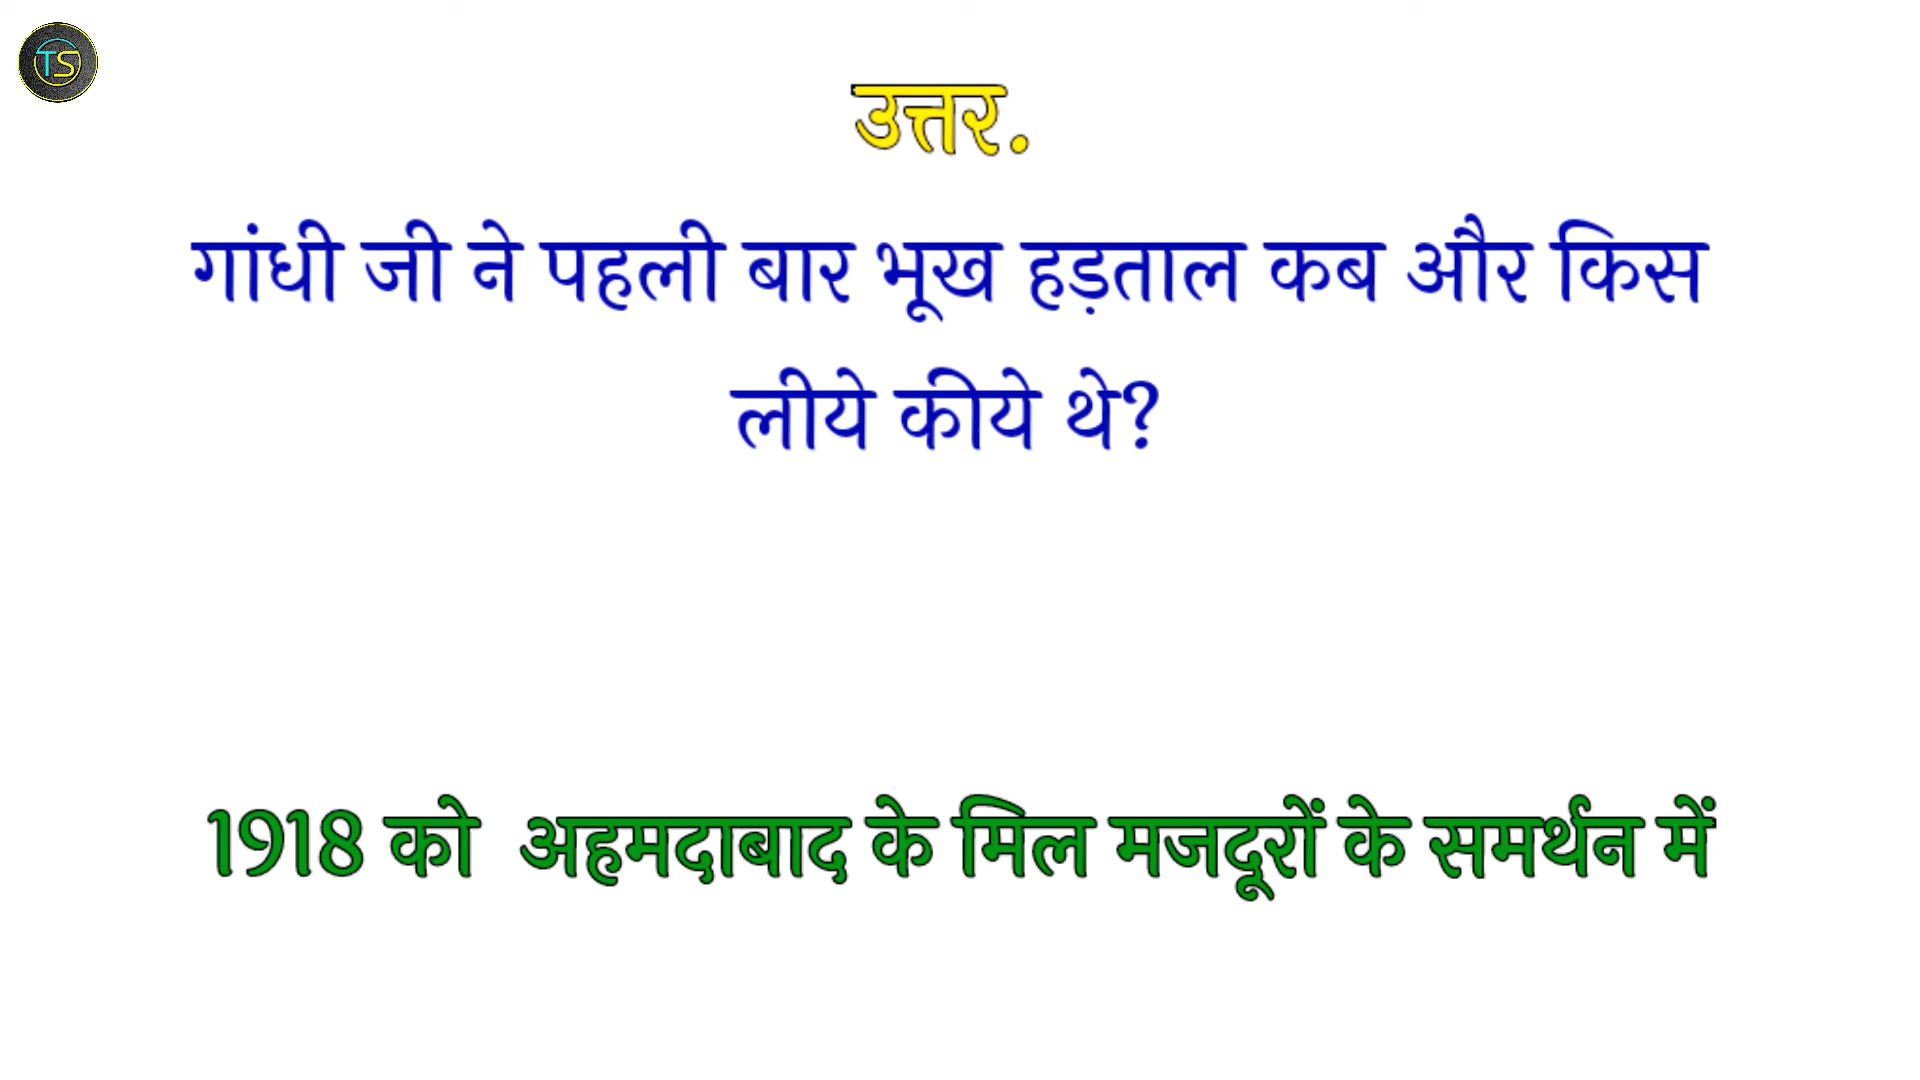 TS
उत्तर.
गांधी जी ने पहली बार भूख हड़ताल कब और किस
लीये कीये थे?
1918 को अहमदाबाद के मिल मजदूरों के समर्थन में